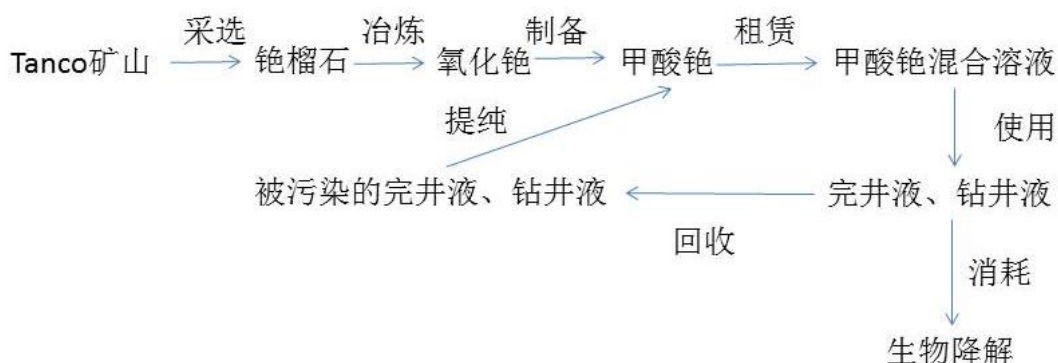 采选 冶炼 制备 租赁
Tanco矿山 铯榴石 氧化铯 甲酸铯 甲酸铯混合溶液
提纯 使用
被污染的完井液、钻井液 完井液、钻井液
回收
消耗
生物降解